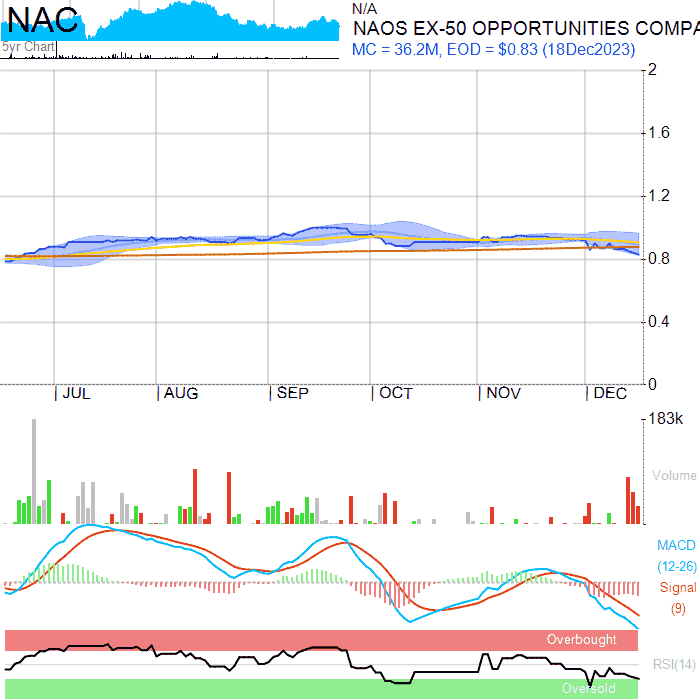 NAC
5yr Chart
N/A
NAOS EX-50 OPPORTUNITIES COMPA
MC = 36.2M, EOD = $0.83 (18Dec2023)
2
1.6
1.2
0.8
0.4
0
JUL AUG SEP OCT NOV DEC
183k
Volume
MACD
(12-26)
Signal
(9)
Overbought
RSI(14)
Oversold